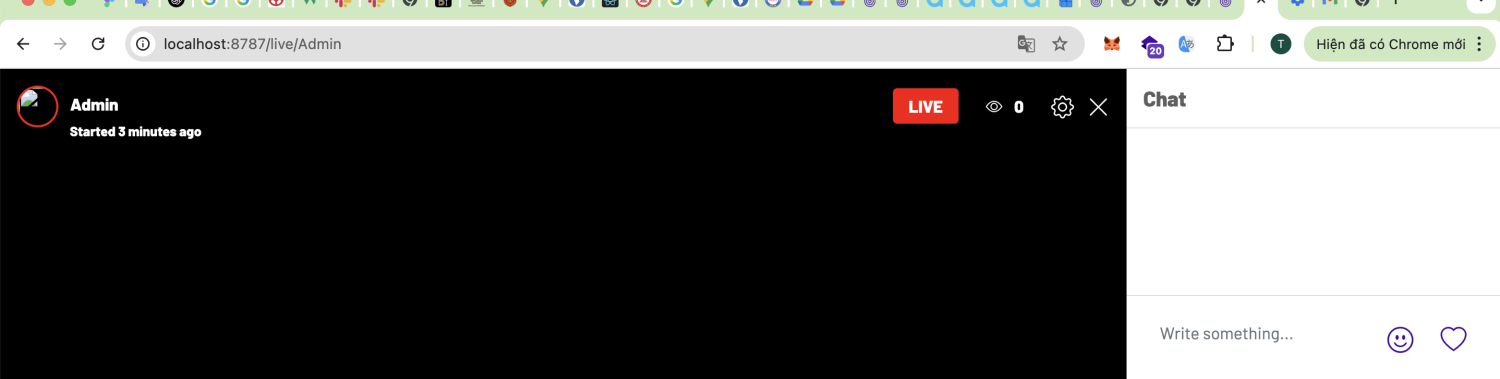 localhost:8787/live/Admin
20
T
Hiện đã có Chrome mới
Admin
Started 3 minutes ago
LIVE
0
Chat
Write something...